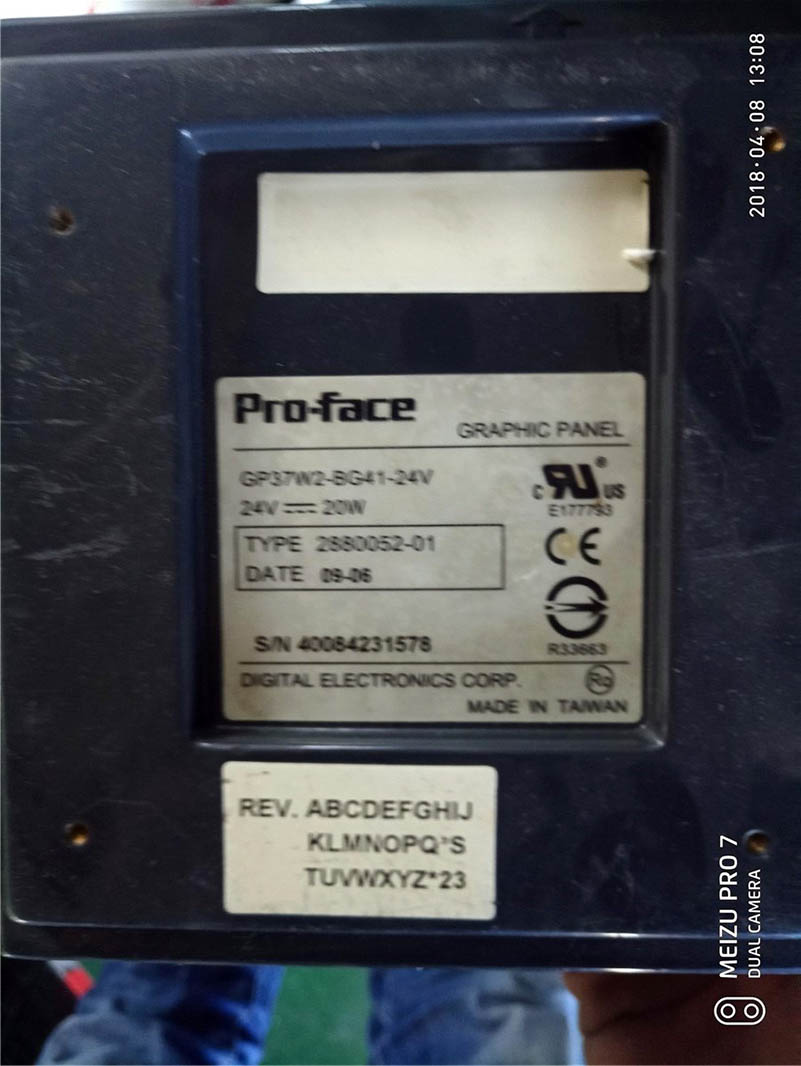 Pro-face
GRAPHIC PANEL
GP37W2-BG41-24V
24V 20W
C UR US
®
E177793
TYPE 2880052-01
DATE 09-06
CE
S/N 40084231578
R33663
DIGITAL ELECTRONICS CORP.
MADE IN TAIWAN
REV. ABCDEFGHIJ
KLMNOPQ*S
TUVWXYZ*23
2018·04·08 13:08
MEIZU PRO 7
DUAL CAMERA